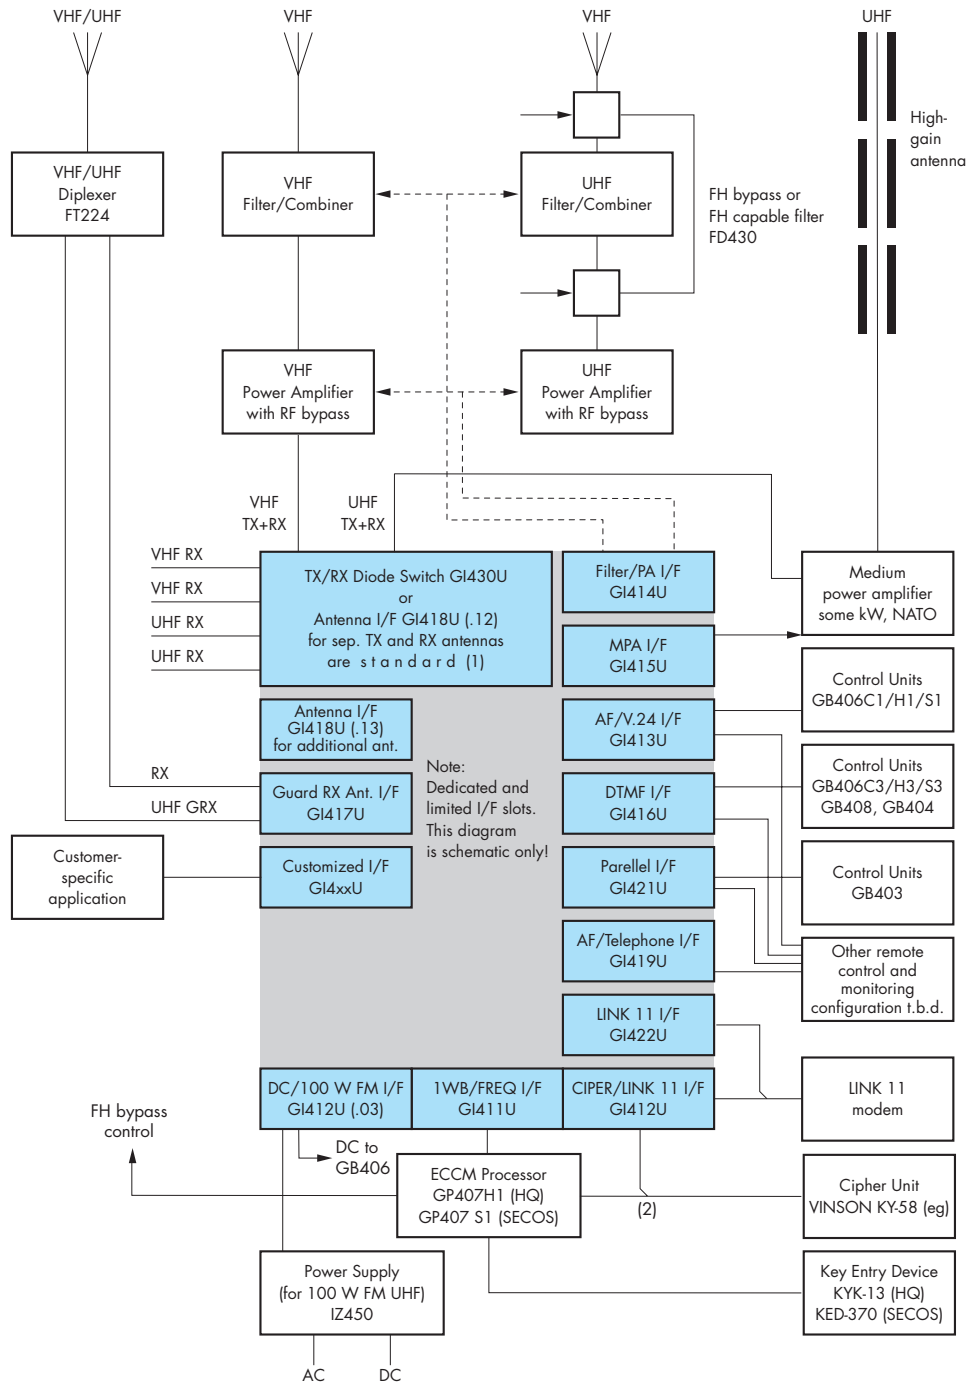 VHF/UHF
VHF
VHF
UHF
High-
gain
antenna
VHF/UHF
Diplexer
FT224
VHF
Filter/Combiner
UHF
Filter/Combiner
FH bypass or
FH capable filter
FD430
VHF
Power Amplifier
with RF bypass
UHF
Power Amplifier
with RF bypass
VHF
TX+RX
UHF
TX+RX
VHF RX
VHF RX
UHF RX
UHF RX
TX/RX Diode Switch GI430U
or
Antenna I/F GI418U (.12)
for sep. TX and RX antennas
are s t a n d a r d (1)
Filter/PA I/F
GI414U
Medium
power amplifier
some kW, NATO
MPA I/F
GI415U
Control Units
GB406C1/H1/S1
Antenna I/F
GI418U (.13)
for additional ant.
AF/V.24 I/F
GI413U
Note:
Dedicated and
limited I/F slots.
This diagram
is schematic only!
RX
UHF GRX
Guard RX Ant. I/F
GI417U
DTMF I/F
GI416U
Control Units
GB406C3/H3/S3
GB408, GB404
Customer-
specific
application
Customized I/F
GI4xxU
Parellel I/F
GI421U
Control Units
GB403
AF/Telephone I/F
GI419U
Other remote
control and
monitoring
configuration t.b.d.
LINK 11 I/F
GI422U
DC/100 W FM I/F
GI412U (.03)
1WB/FREQ I/F
GI411U
CIPER/LINK 11 I/F
GI412U
LINK 11
modem
FH bypass
control
DC to
GB406
ECCM Processor
GP407H1 (HQ)
GP407 S1 (SECOS)
(2)
Cipher Unit
VINSON KY-58 (eg)
Power Supply
(for 100 W FM UHF)
IZ450
Key Entry Device
KYK-13 (HQ)
KED-370 (SECOS)
AC
DC